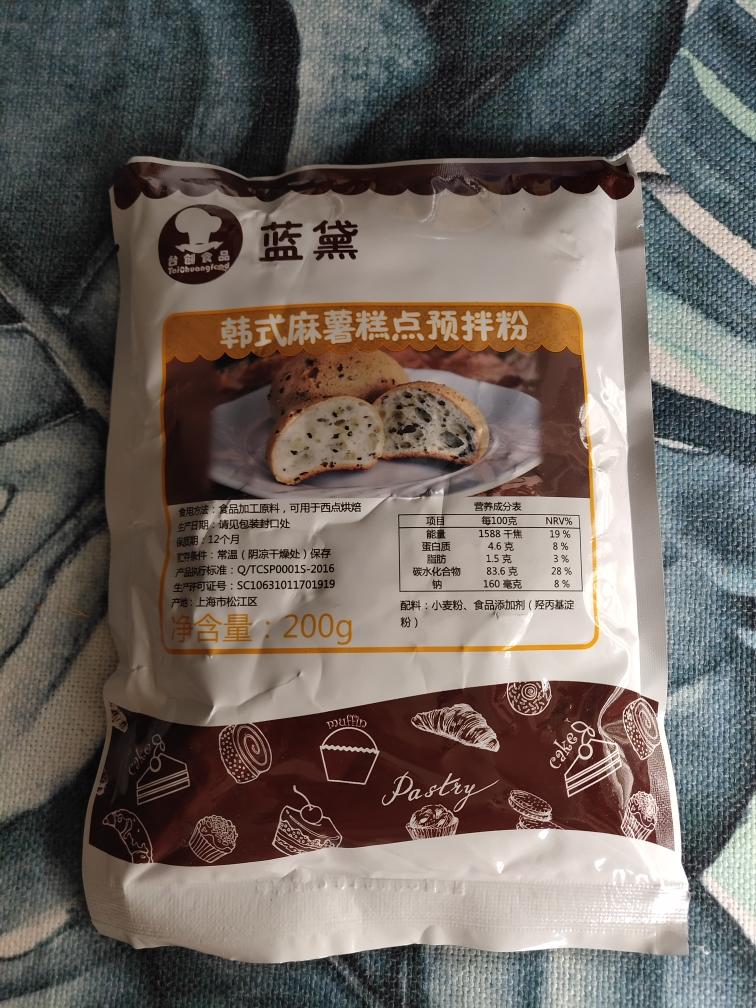 蓝黛
台创食品
TaiChuangfood
韩式麻薯糕点预拌粉
食用方法：食品加工原料，可用于西点烘焙
生产日期：请见包装封口处
保质期：12个月
贮存条件：常温（阴凉干燥处）保存
产品执行标准：Q/TCSP0001S-2016
生产许可证号：SC10631011701919
产地：上海市松江区
净含量：200g
营养成分表
项目 每100克 NRV%
能量 1588 千焦 19 %
蛋白质 4.6 克 8 %
脂肪 1.5 克 3 %
碳水化合物 83.6 克 28 %
钠 160 毫克 8 %
配料：小麦粉、食品添加剂（羟丙基淀
粉）
muffin
cake
cake
Pastry